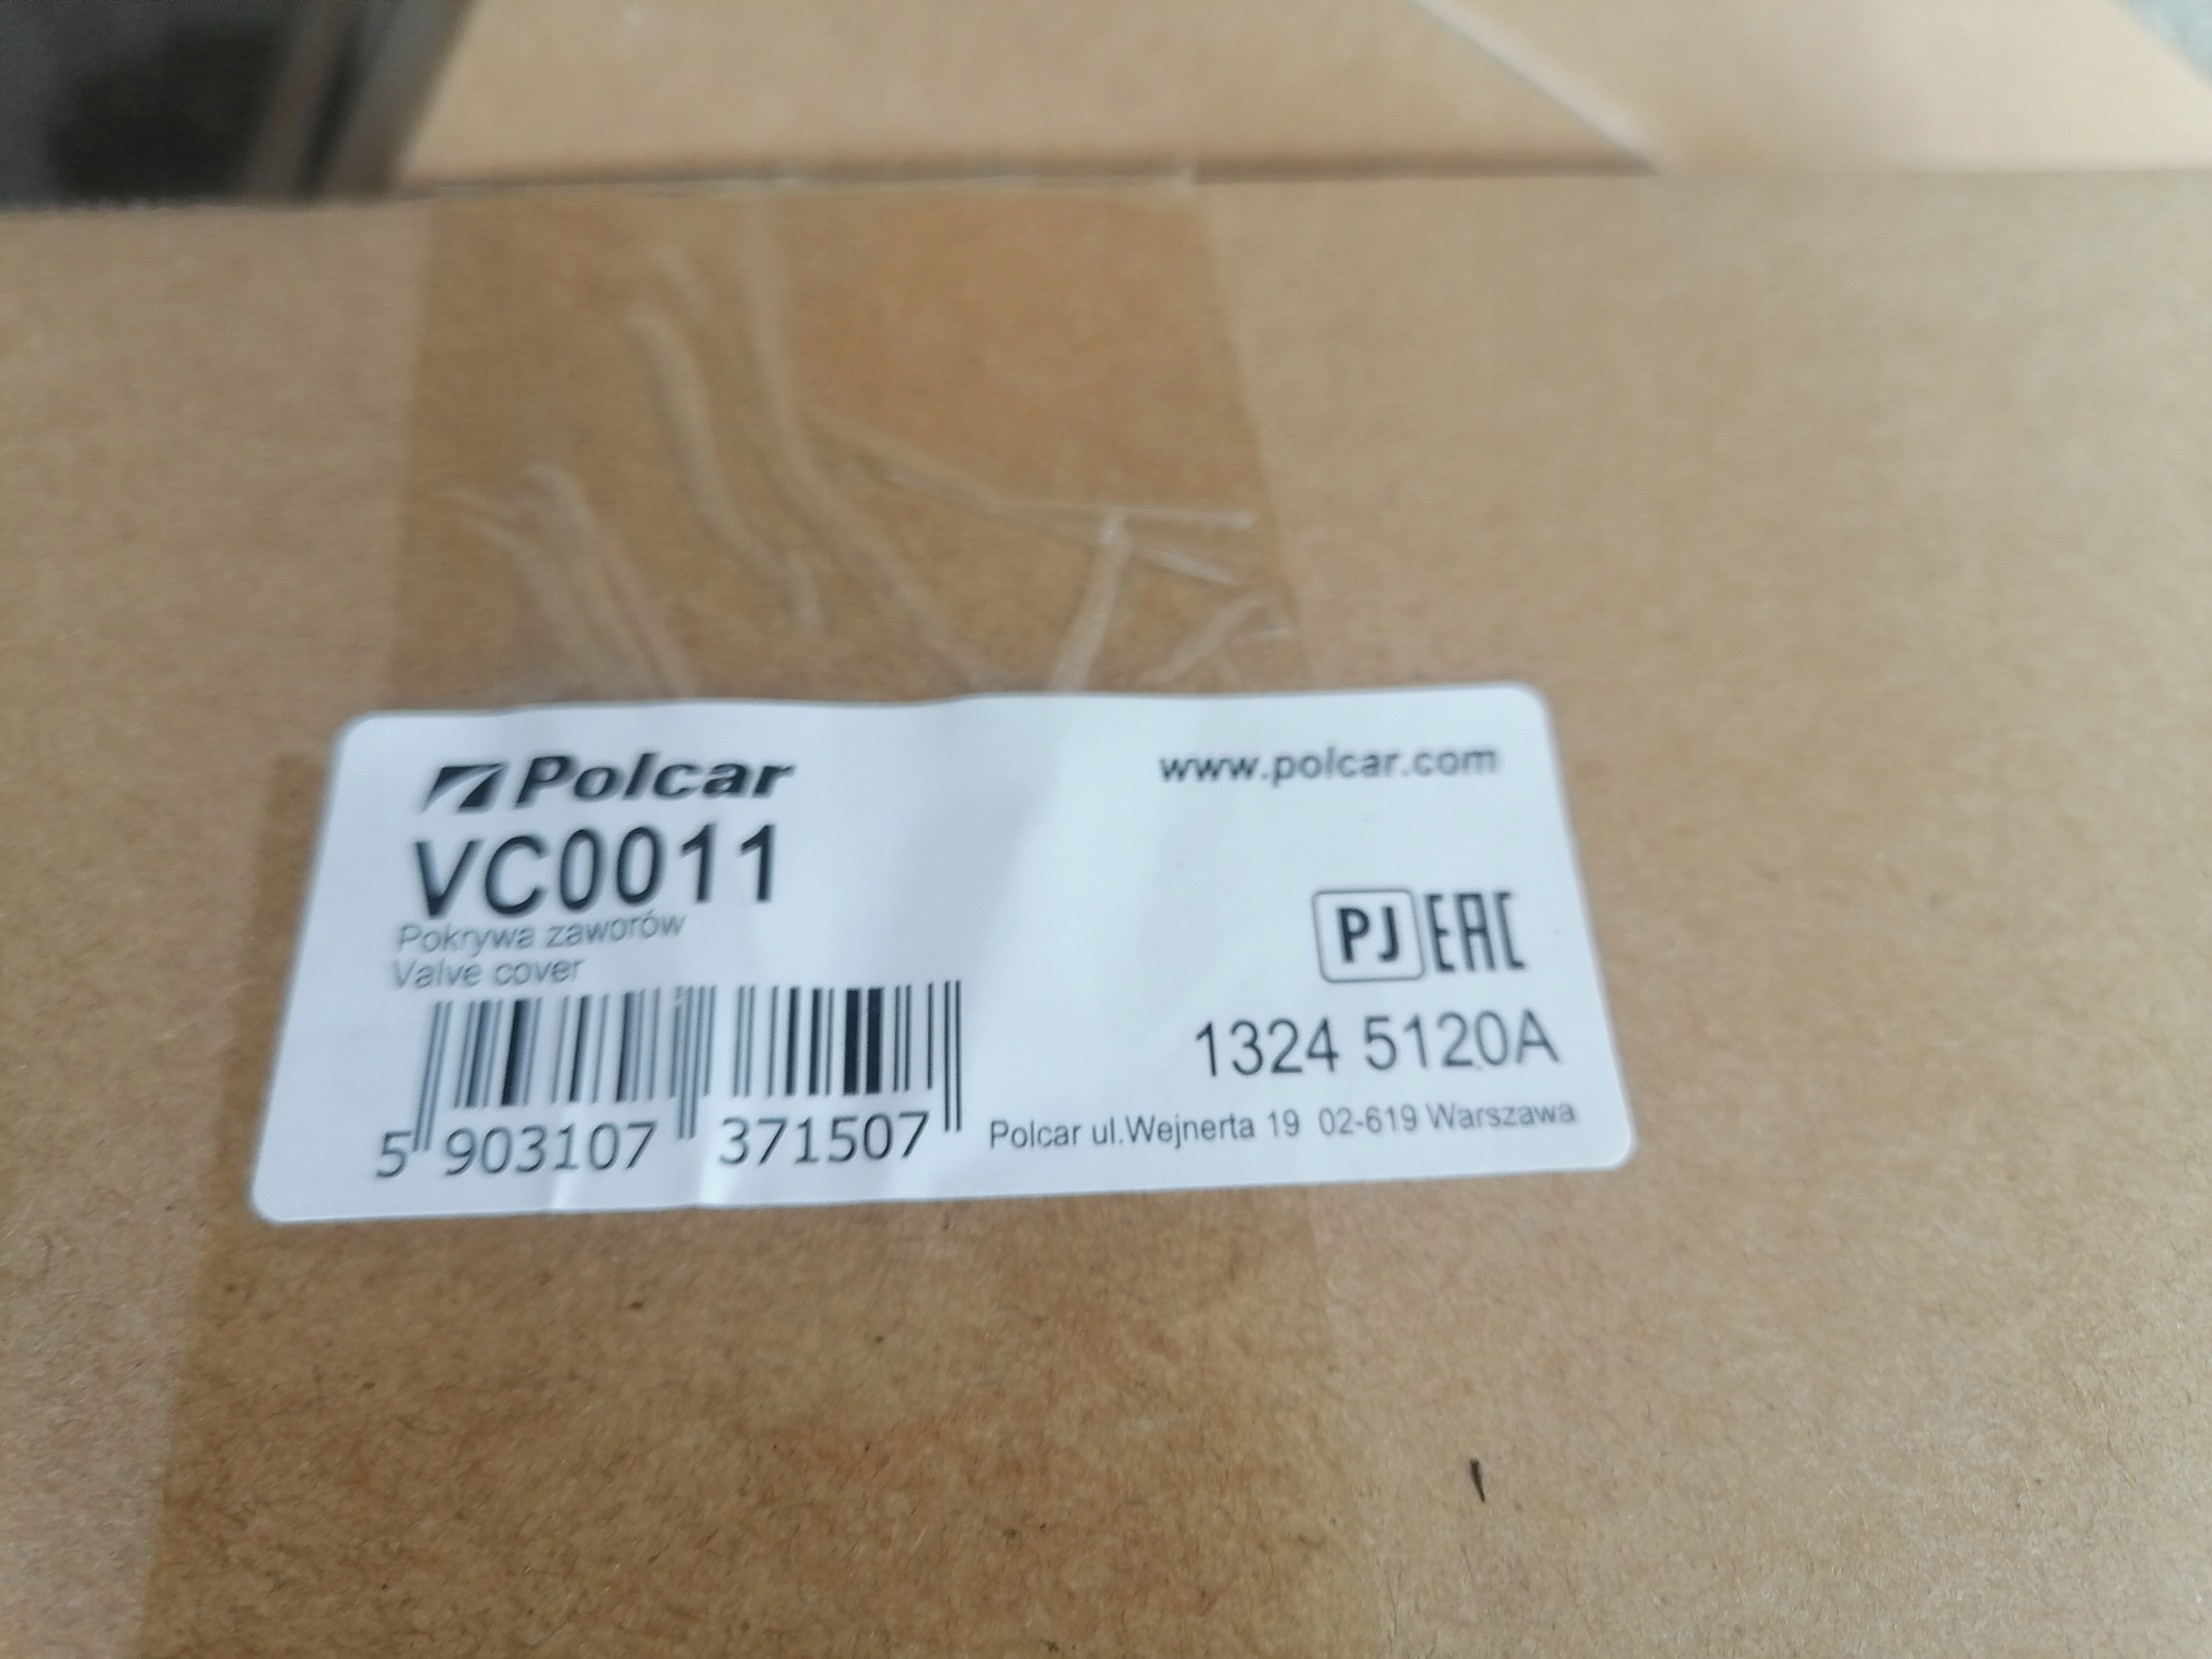 Polcar
www.polcar.com
VC0011
Pokrywa zaworów
Valve cover
PJ EAC
1324 5120A
5 903107 371507
Polcar ul.Wejnerta 19 02-619 Warszawa